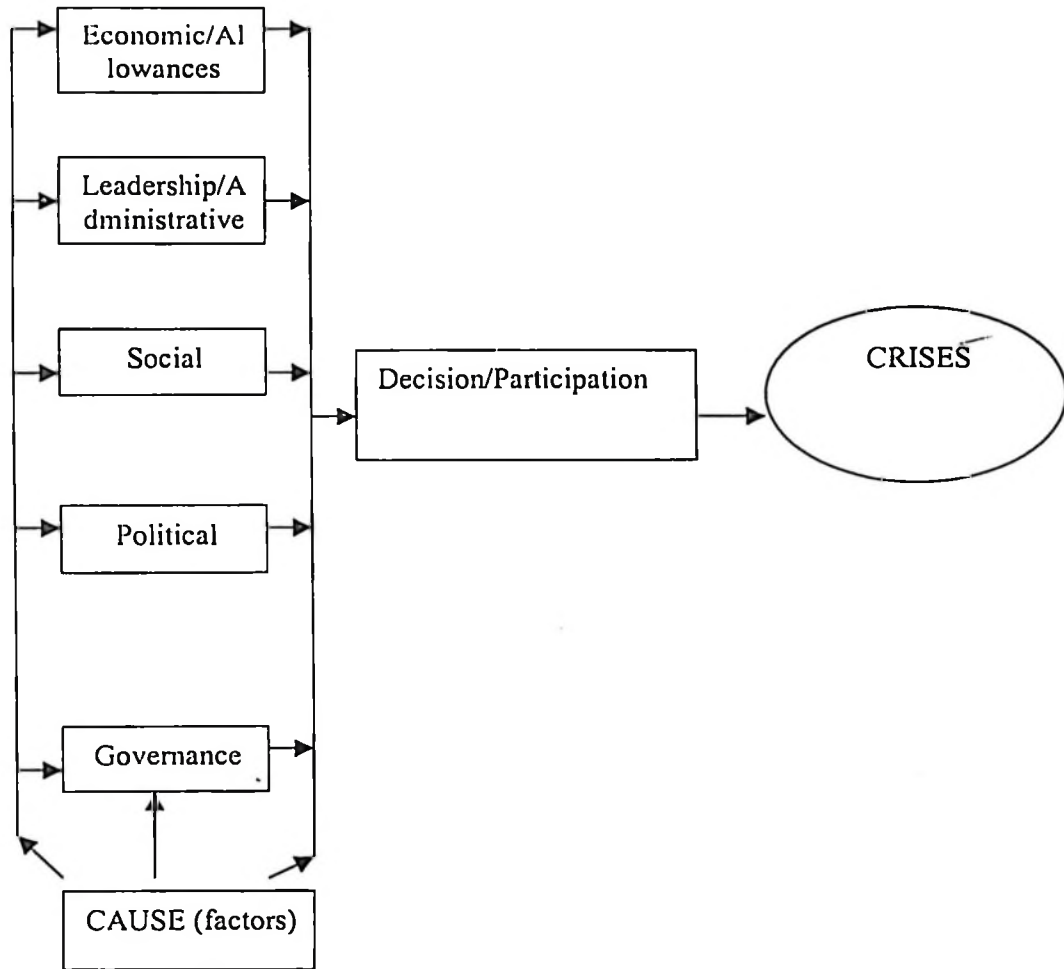 Economic/Al
lowances
Leadership/A
dministrative
Social
Decision/Participation
CRISES
Political
Governance
CAUSE (factors)